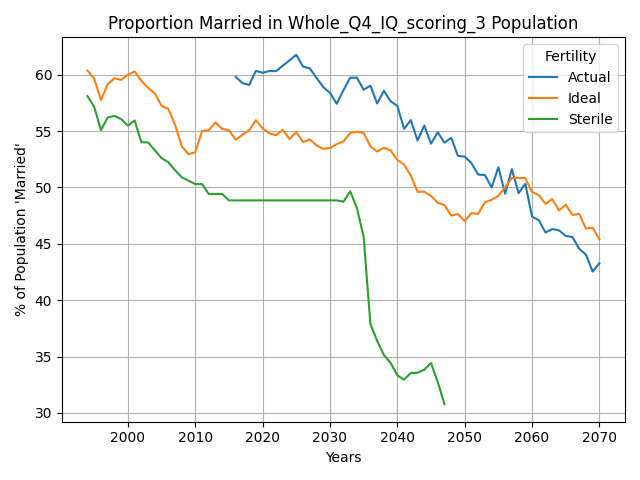 Proportion Married in Whole_Q4_IQ_scoring_3 Population
% of Population 'Married'
60
55
50
45
40
35
30
Fertility
Actual
Ideal
Sterile
2000 2010 2020 2030 2040 2050 2060 2070
Years